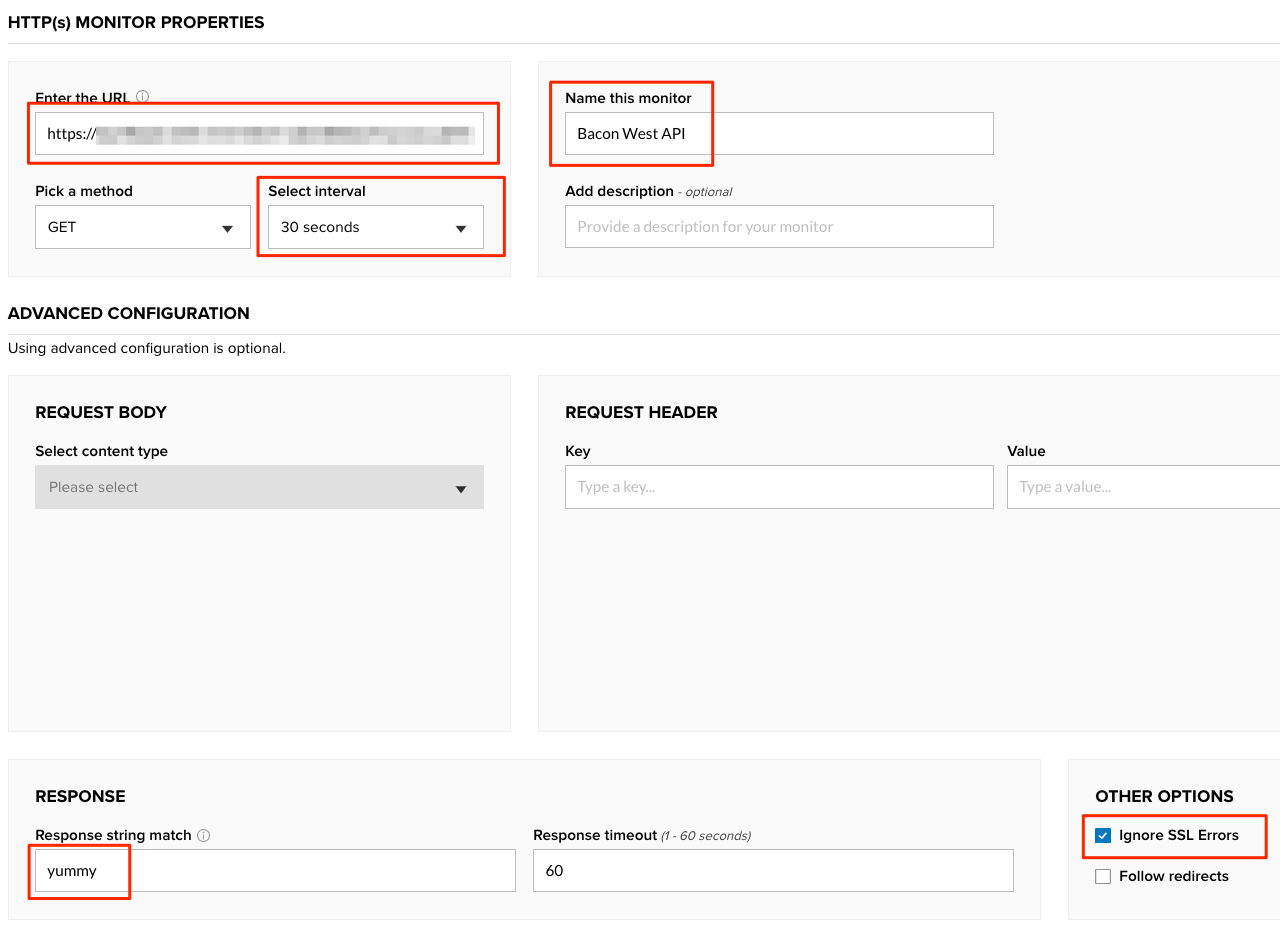 HTTP(s) MONITOR PROPERTIES
Enter the URL
https://
Name this monitor
Bacon West API
Pick a method
Select interval
GET
30 seconds
Add description - optional
Provide a description for your monitor
ADVANCED CONFIGURATION
Using advanced configuration is optional.
REQUEST BODY
Select content type
Please select
REQUEST HEADER
Key
Value
Type a key...
Type a value...
RESPONSE
Response string match
yummy
Response timeout (1 - 60 seconds)
60
OTHER OPTIONS
Ignore SSL Errors
Follow redirects